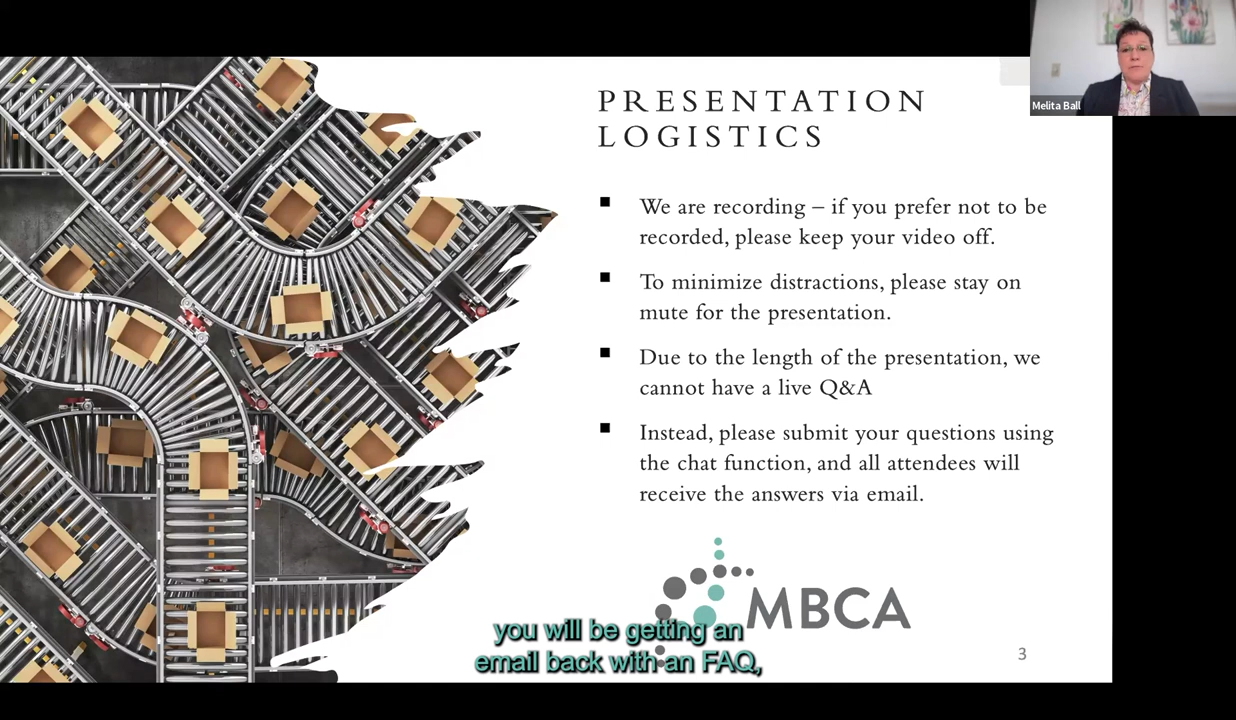 Melita Ball
PRESENTATION
LOGISTICS
▪ We are recording – if you prefer not to be
recorded, please keep your video off.
▪ To minimize distractions, please stay on
mute for the presentation.
▪ Due to the length of the presentation, we
cannot have a live Q&A
▪ Instead, please submit your questions using
the chat function, and all attendees will
receive the answers via email.
MBCA
you will be getting an
email back with an FAQ,
3